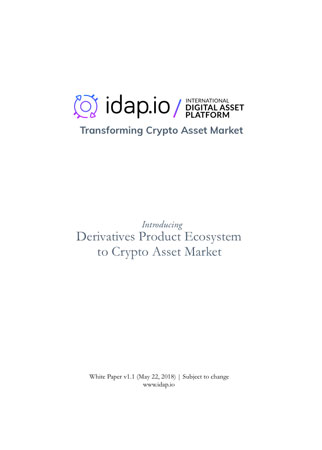 idap.io / INTERNATIONAL
DIGITAL ASSET
PLATFORM
Transforming Crypto Asset Market
Introducing
Derivatives Product Ecosystem
to Crypto Asset Market
White Paper v1.1 (May 22, 2018) | Subject to change
www.idap.io